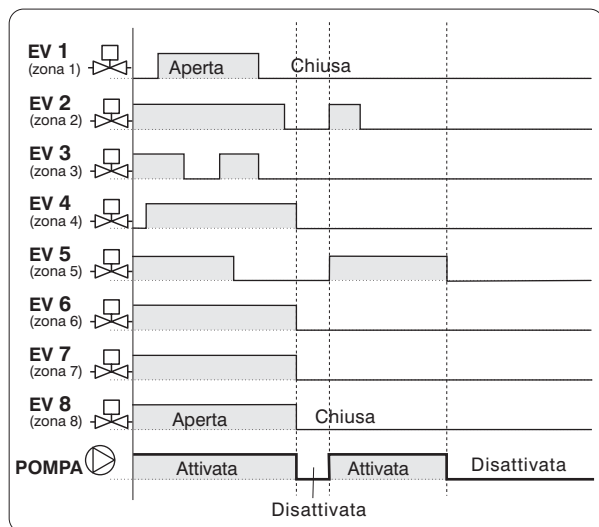 EV 1
(zona 1)
Aperta
Chiusa
EV 2
(zona 2)
EV 3
(zona 3)
EV 4
(zona 4)
EV 5
(zona 5)
EV 6
(zona 6)
EV 7
(zona 7)
EV 8
(zona 8)
Aperta
Chiusa
POMPA
Attivata
Attivata
Disattivata
Disattivata